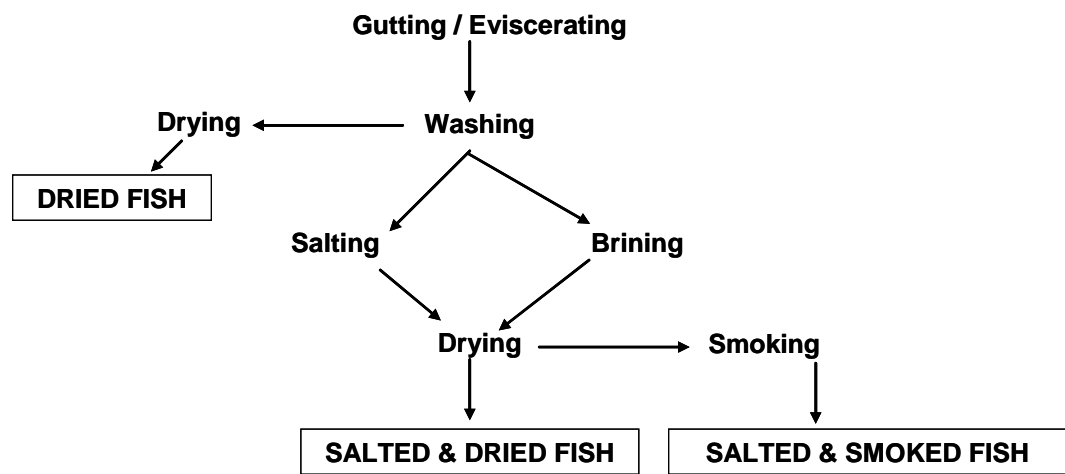 Gutting / Eviscerating
Drying
Washing
DRIED FISH
Salting
Brining
Drying
Smoking
SALTED & DRIED FISH
SALTED & SMOKED FISH